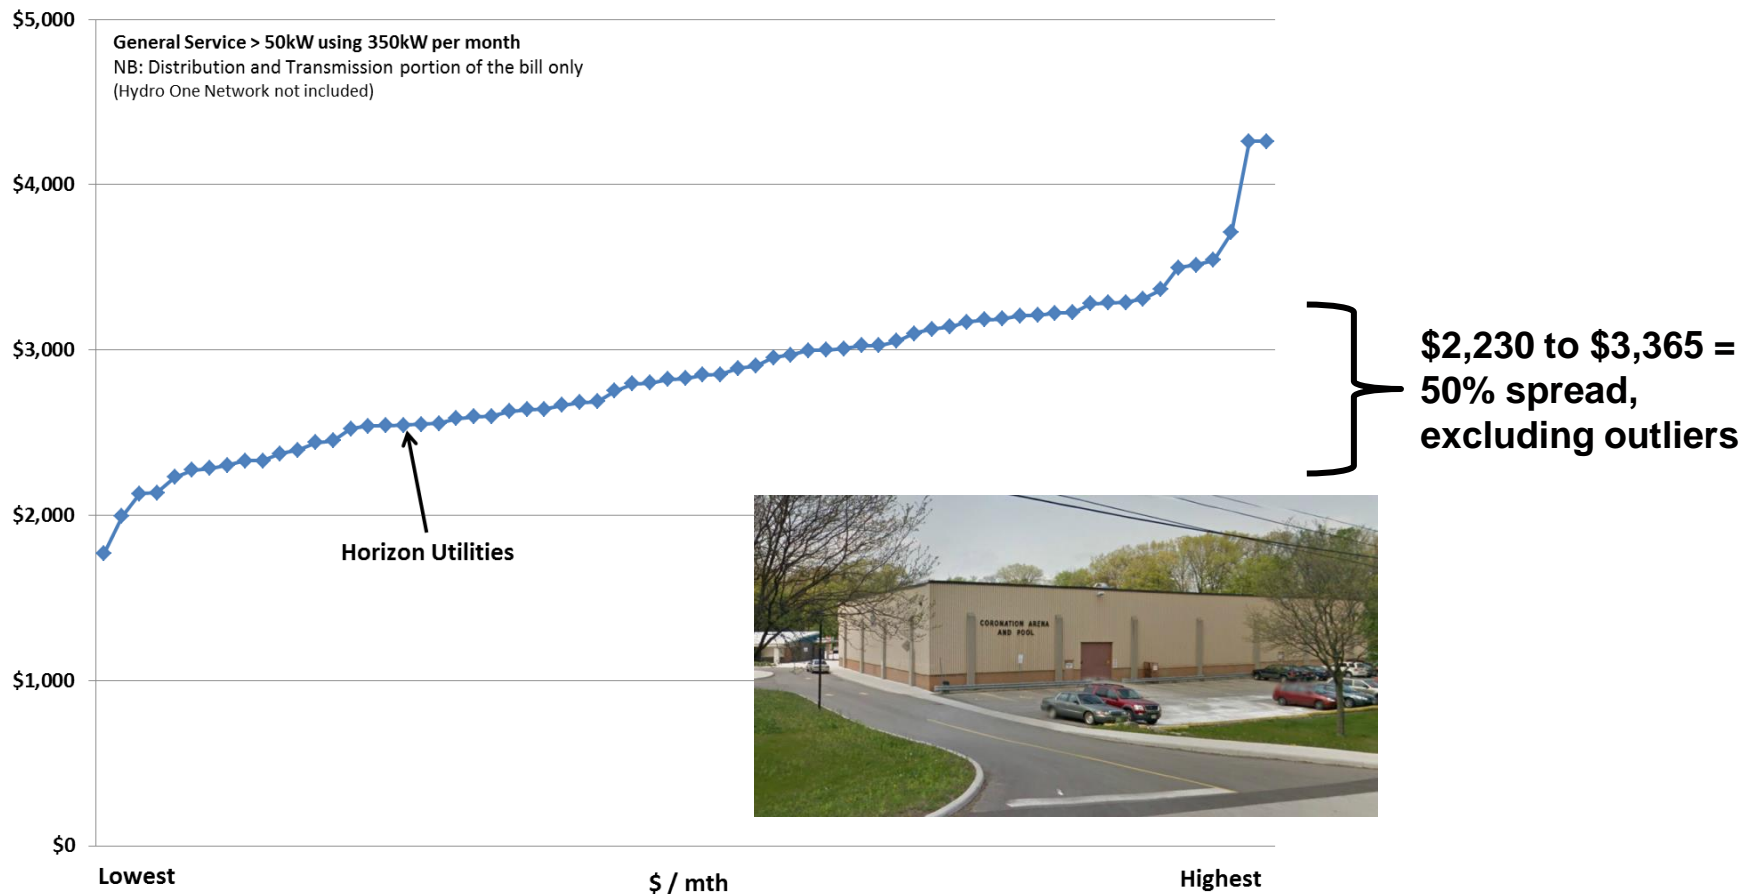 $5,000
General Service > 50kW using 350kW per month
NB: Distribution and Transmission portion of the bill only
(Hydro One Network not included)
$4,000
$3,000
$2,230 to $3,365 =
50% spread,
excluding outliers
$2,000
Horizon Utilities
CORONATION ARENA
AND POOL
$1,000
$0
Lowest
$ / mth
Highest